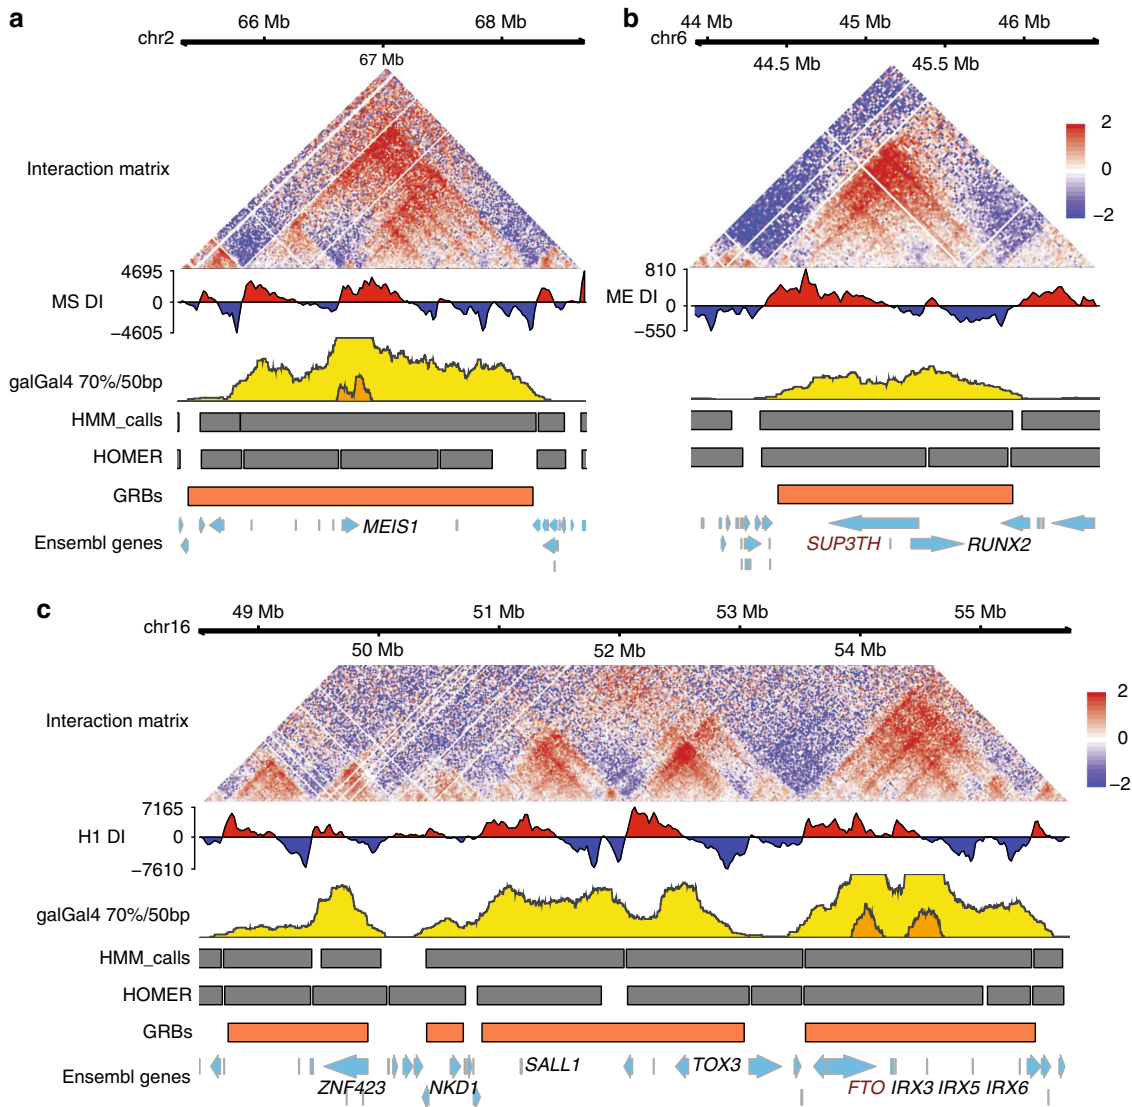 a
66 Mb 68 Mb
chr2
67 Mb
Interaction matrix
4695
MS DI 0
−4605
galGal4 70%/50bp
HMM_calls
HOMER
GRBs
MEIS1
Ensembl genes
b
44 Mb 45 Mb 46 Mb
chr6
44.5 Mb 45.5 Mb
2
0
−2
810
ME DI 0
−550
SUP3TH RUNX2
c
49 Mb 51 Mb 53 Mb 55 Mb
chr16
50 Mb 52 Mb 54 Mb
Interaction matrix
2
0
−2
7165
H1 DI 0
−7610
galGal4 70%/50bp
HMM_calls
HOMER
GRBs
Ensembl genes
SALL1 TOX3
ZNF423 NKD1 FTO IRX3 IRX5 IRX6